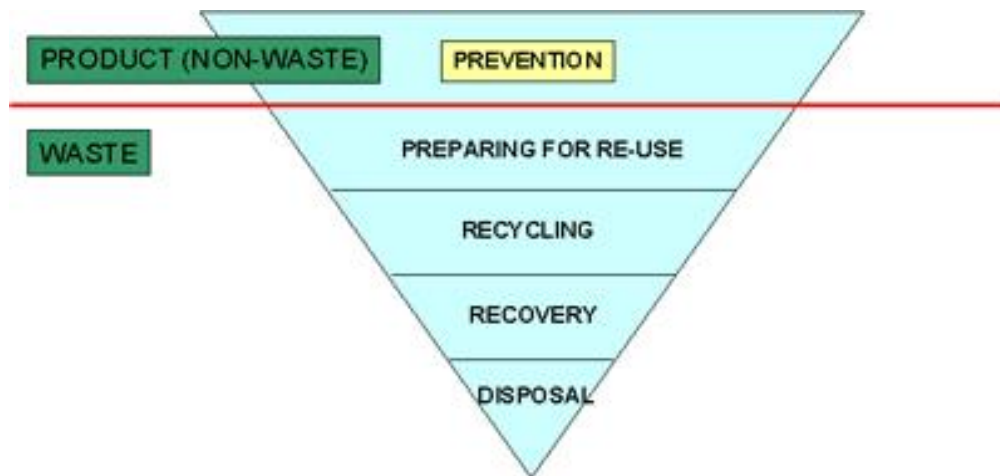 PRODUCT (NON-WASTE)
PREVENTION
WASTE
PREPARING FOR RE-USE
RECYCLING
RECOVERY
DISPOSAL